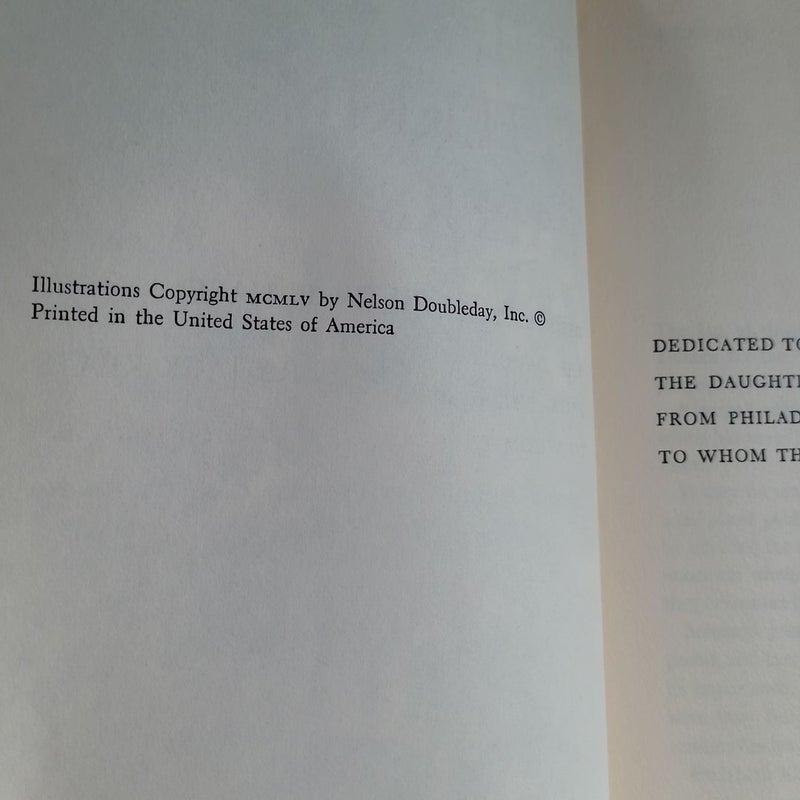 Illustrations Copyright MCMLV by Nelson Doubleday, Inc. ©
Printed in the United States of America
DEDICATED TO
THE DAUGHT
FROM PHILAD
TO WHOM TH